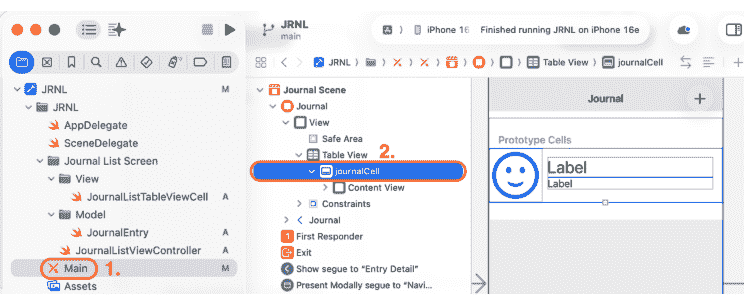 JRNL
main
iPhone 16
Finished running JRNL on iPhone 16e
JRNL
Table View
journalCell
JRNL
M
JRNL
AppDelegate
SceneDelegate
Journal List Screen
View
JournalListTableViewCell
A
Model
JournalEntry
A
JournalListViewController
A
Main
1.
M
Assets
Journal Scene
Journal
View
Safe Area
Table View
2.
journalCell
Content View
Constraints
Journal
1
First Responder
Exit
Show segue to “Entry Detail”
Present Modally segue to “Navi...
Journal
+
Prototype Cells
Label
Label